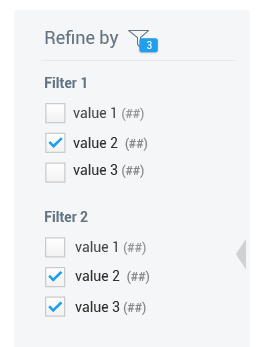 Refine by 3
Filter 1
value 1 (##)
value 2 (##)
value 3 (##)
Filter 2
value 1 (##)
value 2 (##)
value 3 (##)